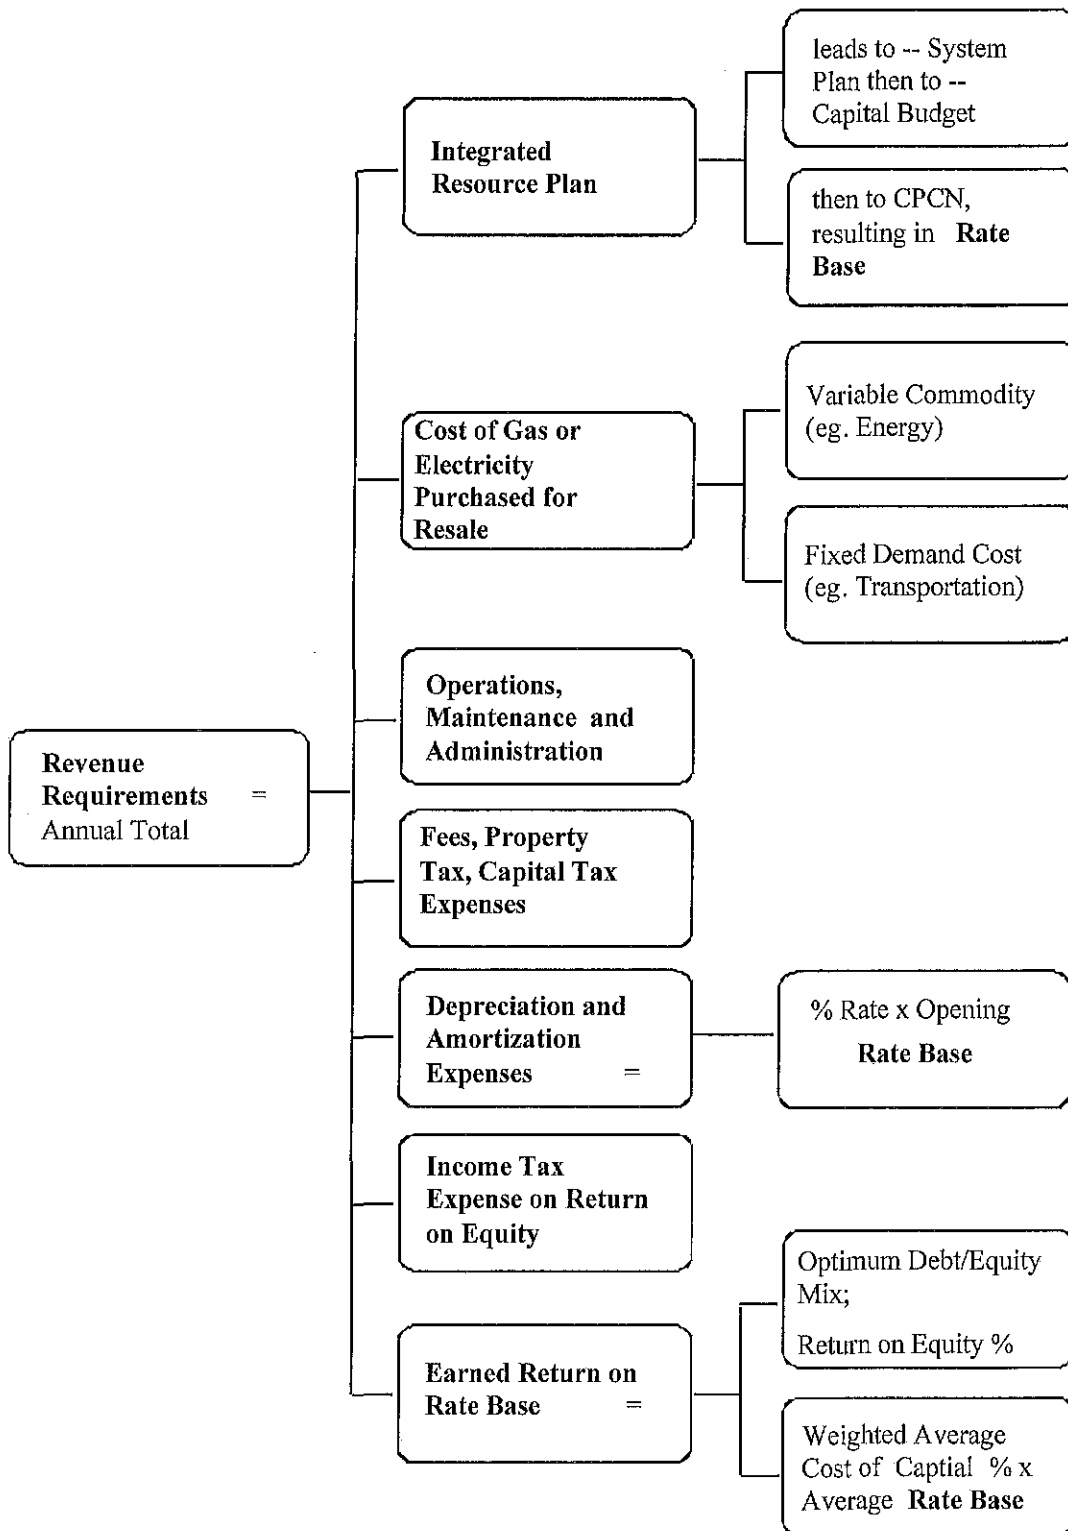 Revenue
Requirements =
Annual Total
Integrated
Resource Plan
leads to -- System
Plan then to --
Capital Budget
then to CPCN,
resulting in Rate
Base
Cost of Gas or
Electricity
Purchased for
Resale
Variable Commodity
(eg. Energy)
Fixed Demand Cost
(eg. Transportation)
Operations,
Maintenance and
Administration
Fees, Property
Tax, Capital Tax
Expenses
Depreciation and
Amortization
Expenses =
% Rate x Opening
Rate Base
Income Tax
Expense on Return
on Equity
Earned Return on
Rate Base =
Optimum Debt/Equity
Mix;
Return on Equity %
Weighted Average
Cost of Captial % x
Average Rate Base